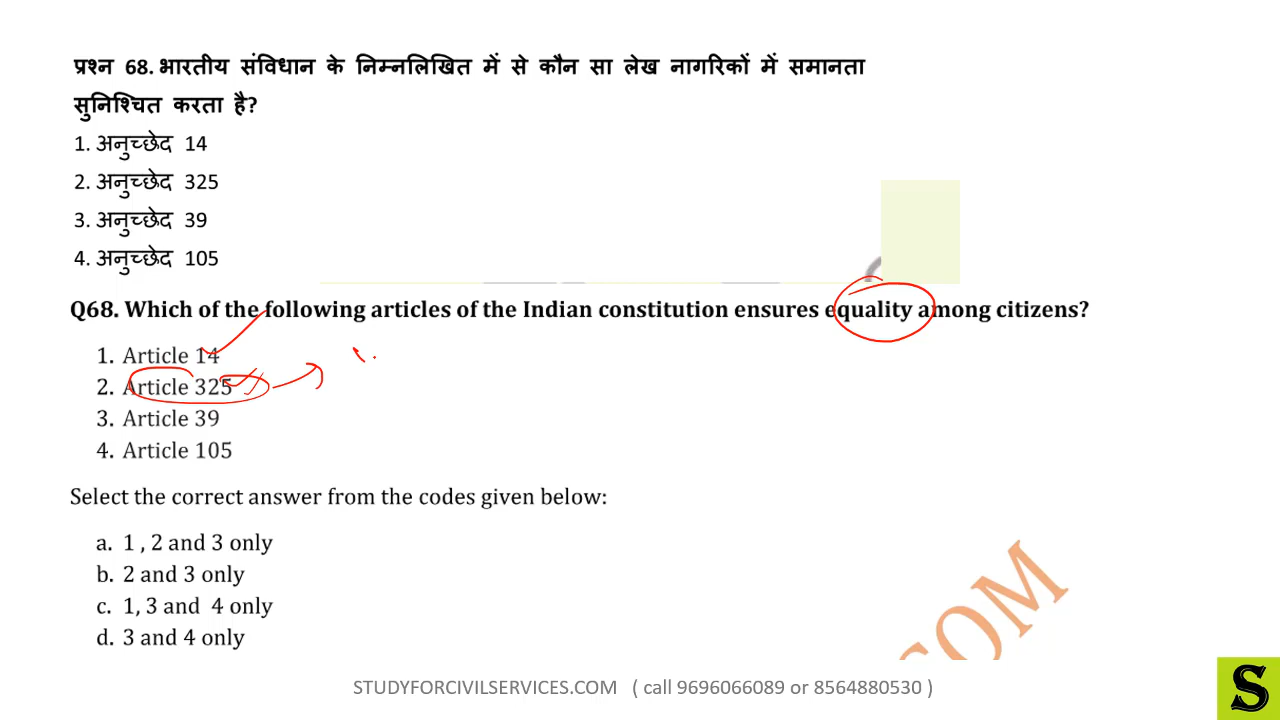 प्रश्न 68. भारतीय संविधान के निम्नलिखित में से कौन सा लेख नागरिकों में समानता
सुनिश्चित करता है?
1. अनुच्छेद 14
2. अनुच्छेद 325
3. अनुच्छेद 39
4. अनुच्छेद 105
Q68. Which of the following articles of the Indian constitution ensures equality among citizens?
1. Article 14
2. Article 325
3. Article 39
4. Article 105
Select the correct answer from the codes given below:
a. 1 , 2 and 3 only
b. 2 and 3 only
c. 1, 3 and 4 only
d. 3 and 4 only
COM
STUDYFORCIVILSERVICES.COM ( call 9696066089 or 8564880530 )
S